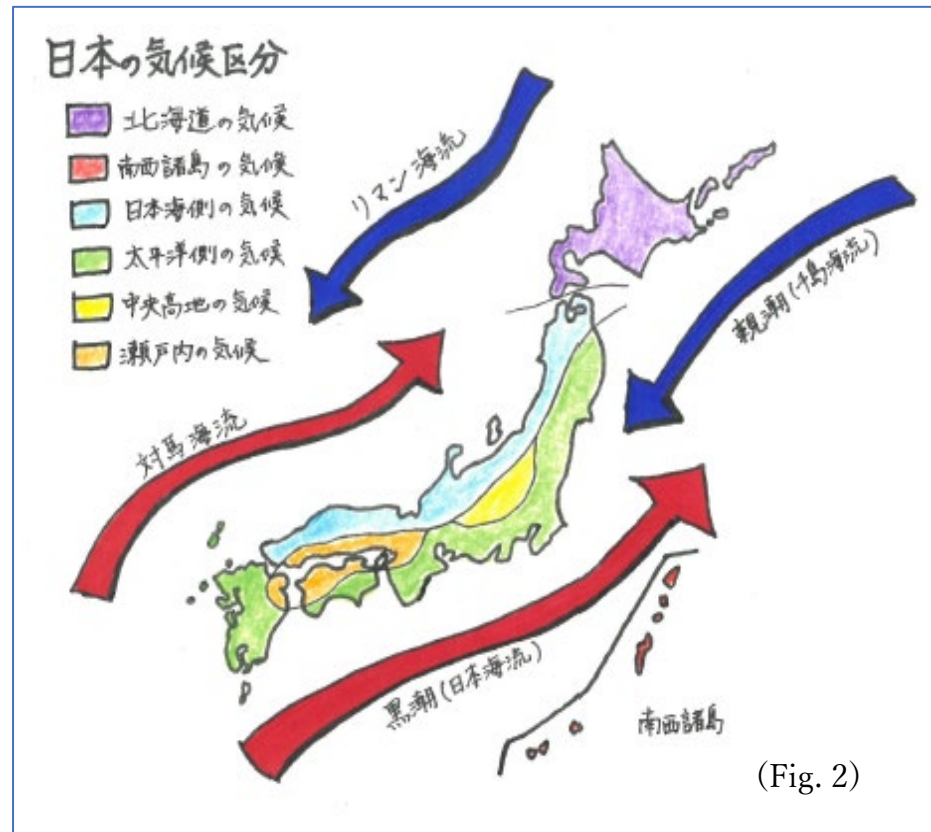 日本の気候区分
北海道の気候
南西諸島の気候
日本海側の気候
太平洋側の気候
中央高地の気候
瀬戸内の気候
リマン海流
対馬海流
親潮(千島海流)
黒潮(日本海流)
南西諸島
(Fig. 2)